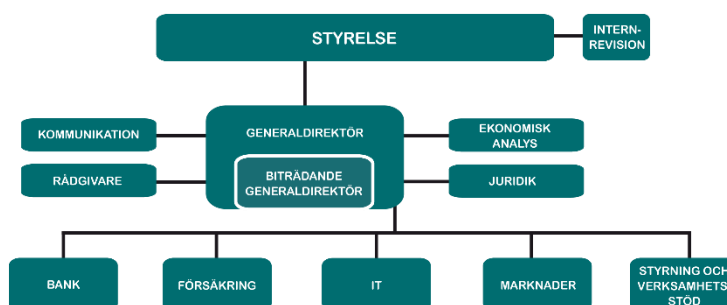 STYRELSE
INTERN-
REVISION
KOMMUNIKATION
GENERALDIREKTÖR
EKONOMISK
ANALYS
RÅDGIVARE
BITRÄDANDE
GENERALDIREKTÖR
JURIDIK
BANK
FÖRSÄKRING
IT
MARKNADER
STYRNING OCH
VERKSAMHETS
STÖD